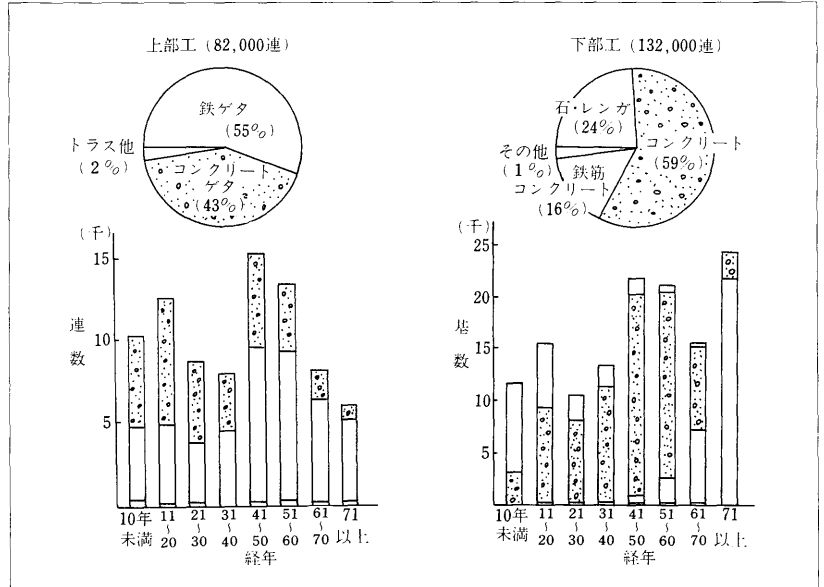 上部工 (82,000連)
鉄ゲタ
(55%)
トラス他
(2%)
コンクリート
ゲタ
(43%)
(千)
15
10
5
連
数
10年
未満
11
〜
20
21
〜
30
31
〜
40
41
〜
50
51
〜
60
61
〜
70
71
以上
経年
下部工 (132,000連)
石・レンガ
(24%)
コンクリート
(59%)
その他
(1%)
鉄筋
コンクリート
(16%)
(千)
25
20
15
10
5
基
数
10年
未満
11
〜
20
21
〜
30
31
〜
40
41
〜
50
51
〜
60
61
〜
70
71
以上
経年